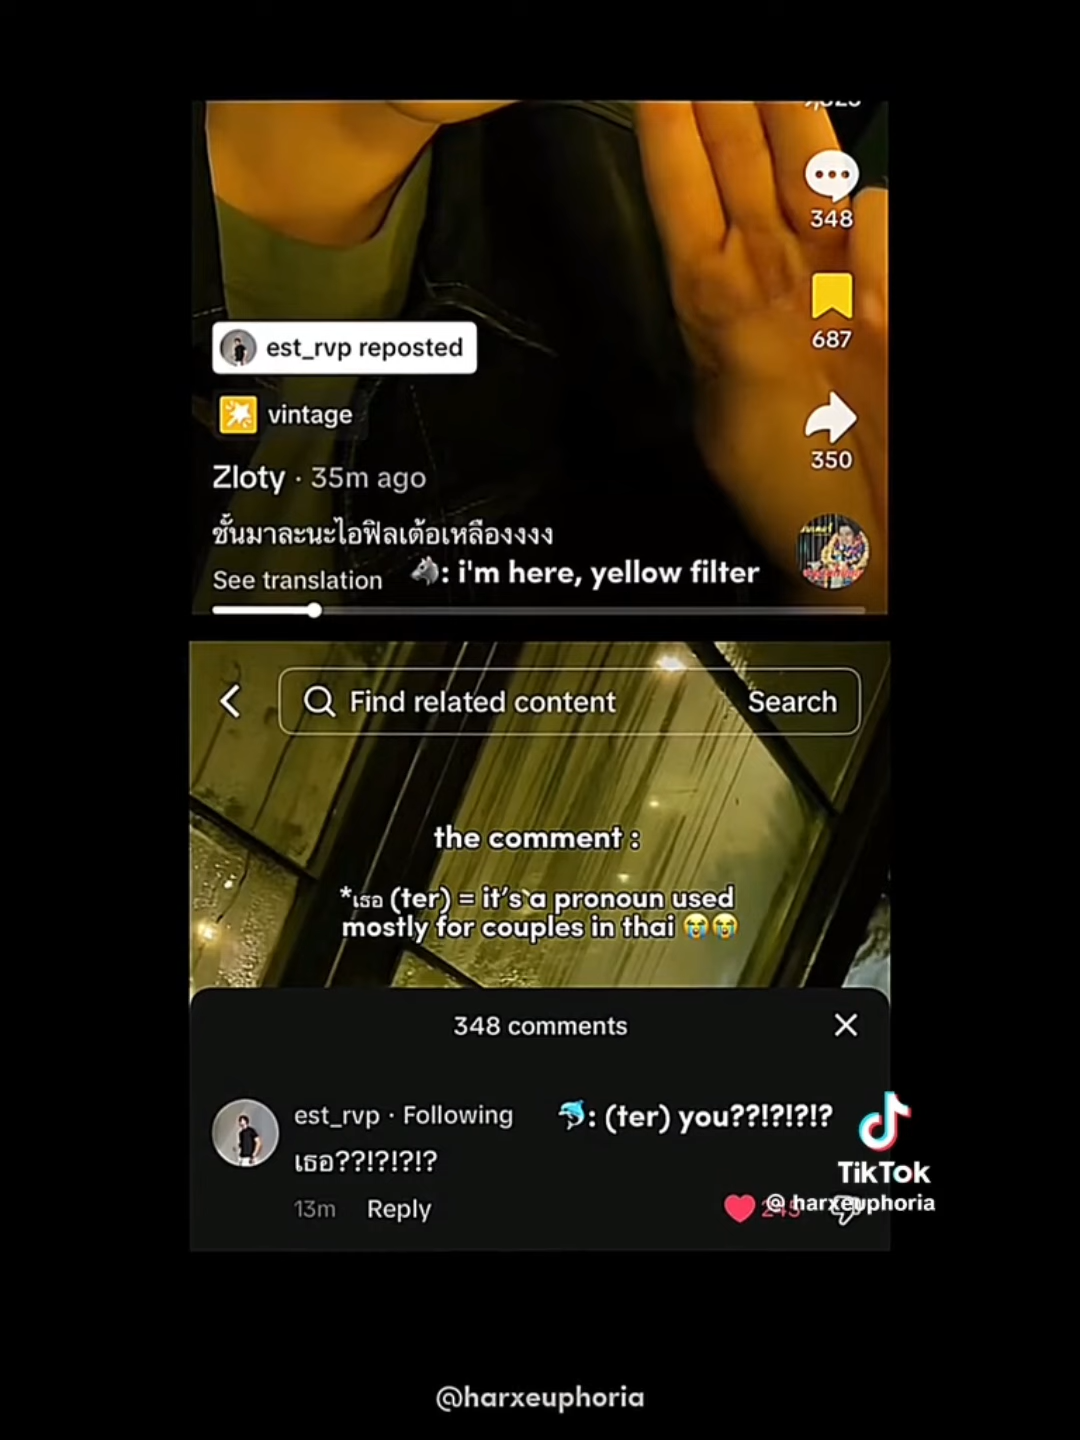 348
687
est_rvp reposted
vintage
Zloty · 35m ago
350
ชั้นมาละนะไอฟิลเต้อเหลืองงงง
See translation
: i'm here, yellow filter
Find related content
Search
the comment :
*เธอ (ter) = it's a pronoun used
mostly for couples in thai
348 comments
est_rvp · Following
: (ter) you??!?!?!?
เธอ??!?!?!?
TikTok
13m
Reply
@ harxeuphoria
@harxeuphoria